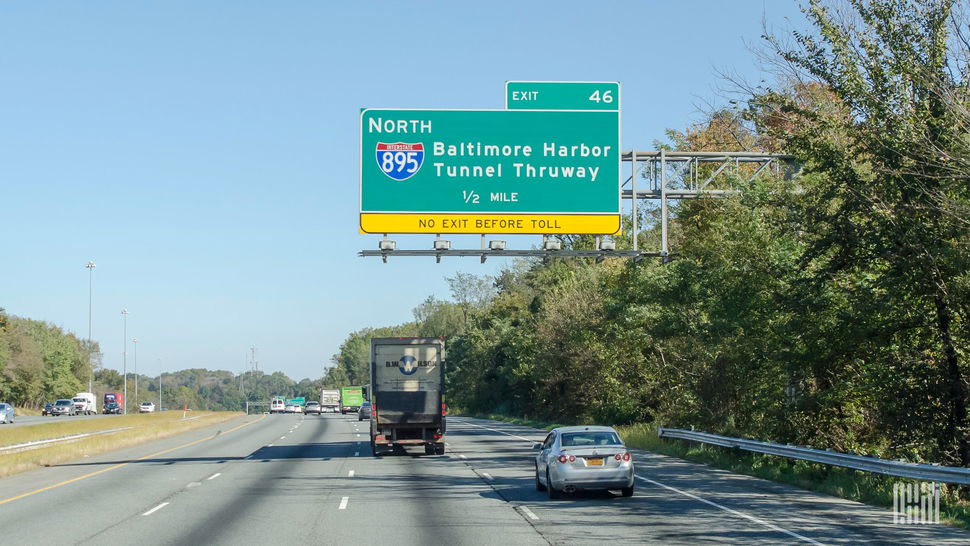 EXIT 46
NORTH
INTERSTATE
895
Baltimore Harbor
Tunnel Thruway
1/2 MILE
NO EXIT BEFORE TOLL